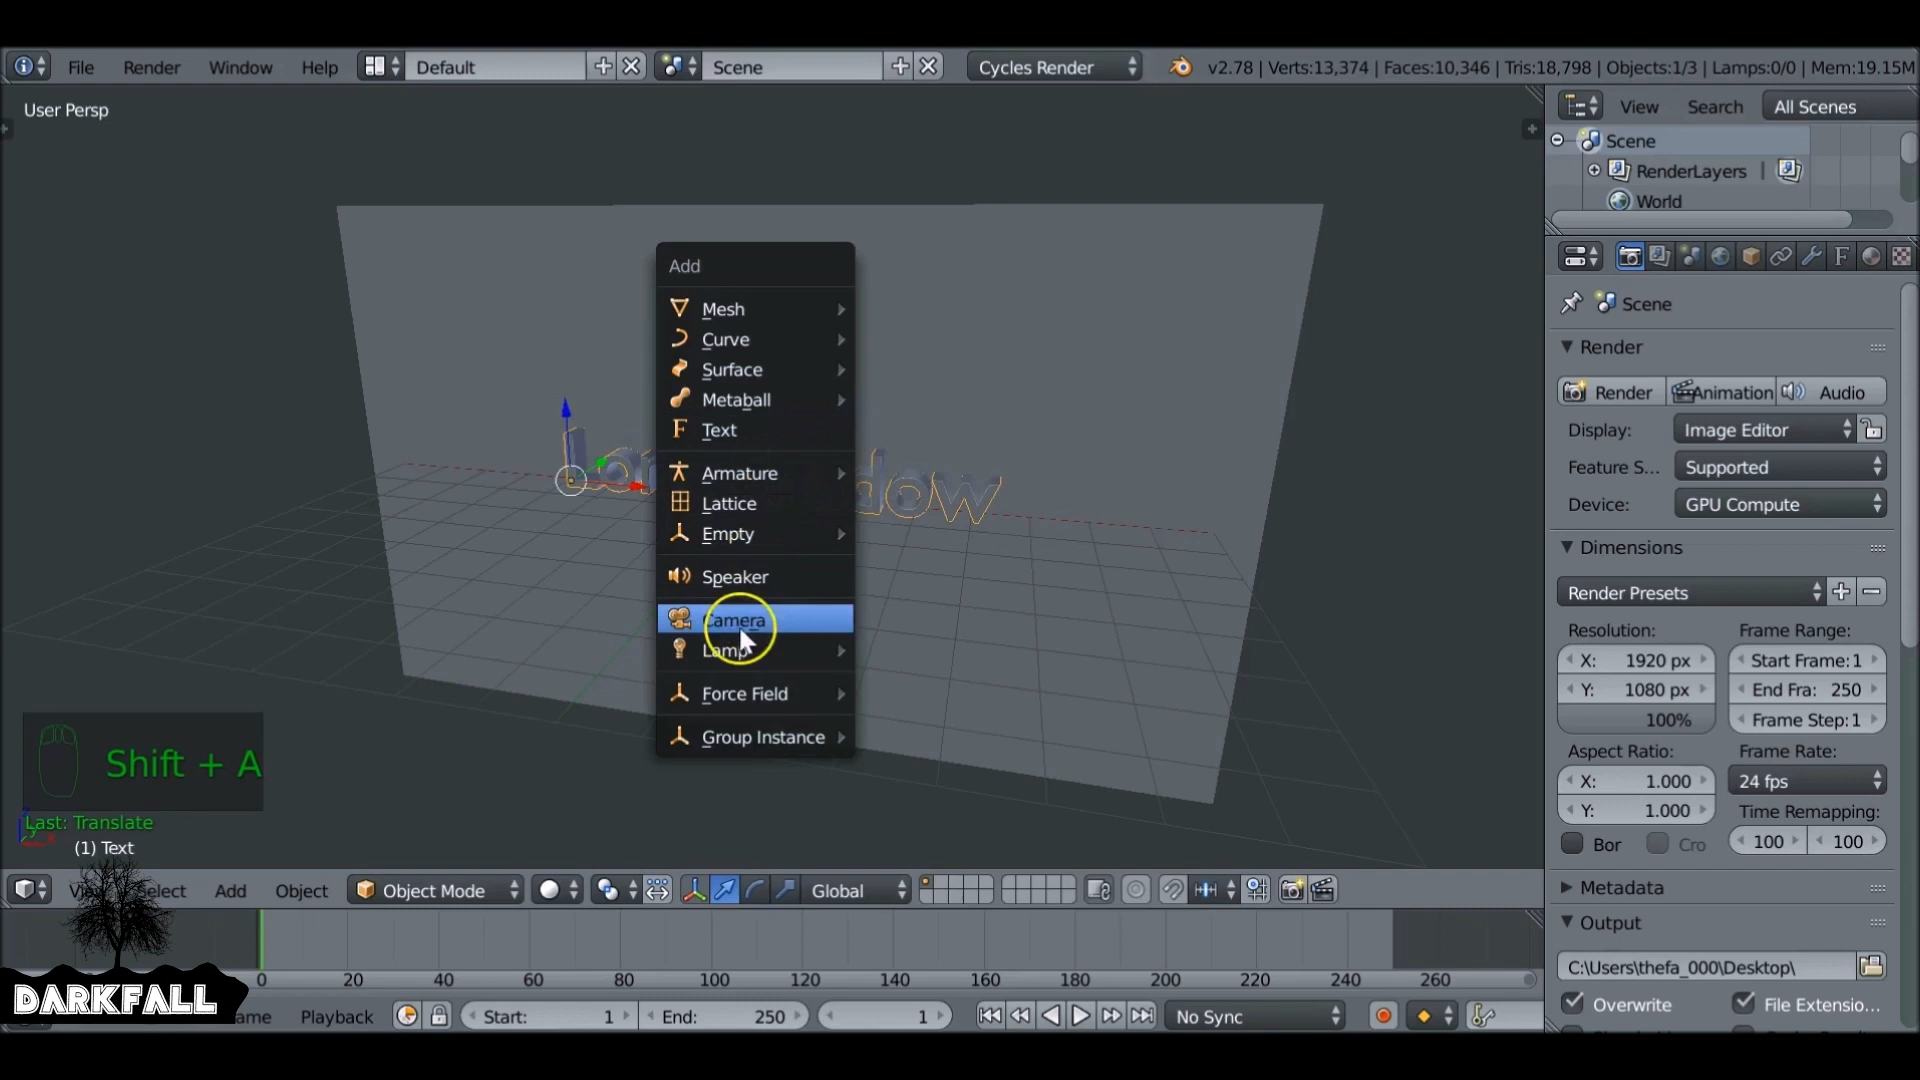 File Render Window Help Default Scene Cycles Render v2.78 | Verts:13,374 | Faces:10,346 | Tris:18,798 | Objects:1/3 | Lamps:0/0 | Mem:19.15M
User Persp
View Search All Scenes
Scene
RenderLayers
World
Add
Mesh
Curve
Surface
Metaball
Text
Armature
Lattice
Empty
Speaker
Camera
Lamp
Force Field
Group Instance
Scene
Render
Render Animation Audio
Display: Image Editor
Feature S... Supported
Device: GPU Compute
Dimensions
Render Presets
Resolution: Frame Range:
X: 1920 px Start Frame: 1
Y: 1080 px End Fra: 250
100% Frame Step: 1
Aspect Ratio: Frame Rate:
X: 1.000 24 fps
Y: 1.000 Time Remapping:
Bor Cro 100 100
Metadata
Output
C:\Users\thefa_000\Desktop\
Overwrite File Extensio...
Shift + A
Last: Translate
(1) Text
Select Add Object Object Mode Global
0 20 40 60 80 100 120 140 160 180 200 220 240 260
Playback Start: 1 End: 250 1 No Sync
DARKFALL